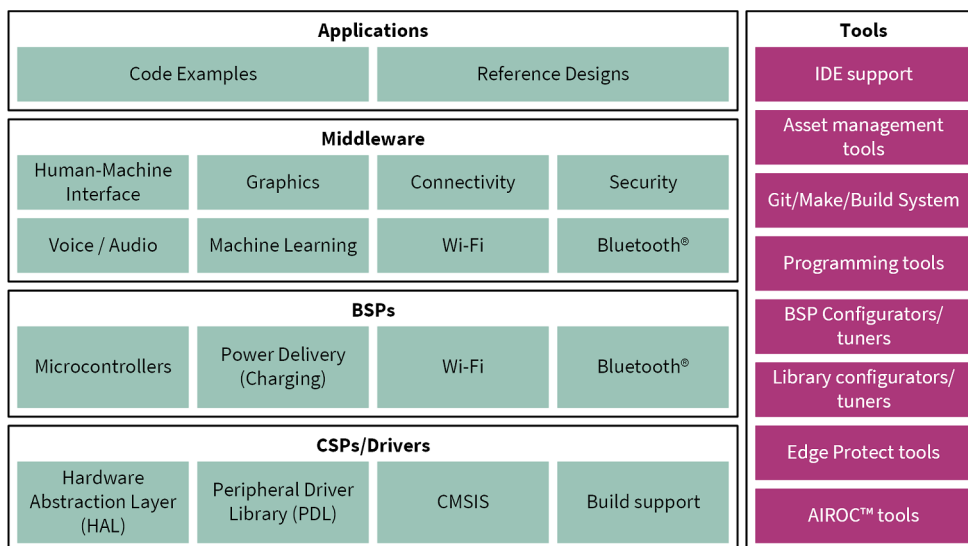 Applications
Code Examples
Reference Designs
Middleware
Human-Machine
Interface
Graphics
Connectivity
Security
Voice / Audio
Machine Learning
Wi-Fi
Bluetooth®
BSPs
Microcontrollers
Power Delivery
(Charging)
Wi-Fi
Bluetooth®
CSPs/Drivers
Hardware
Abstraction Layer
(HAL)
Peripheral Driver
Library (PDL)
CMSIS
Build support
Tools
IDE support
Asset management
tools
Git/Make/Build System
Programming tools
BSP Configurators/
tuners
Library configurators/
tuners
Edge Protect tools
AIROC™ tools